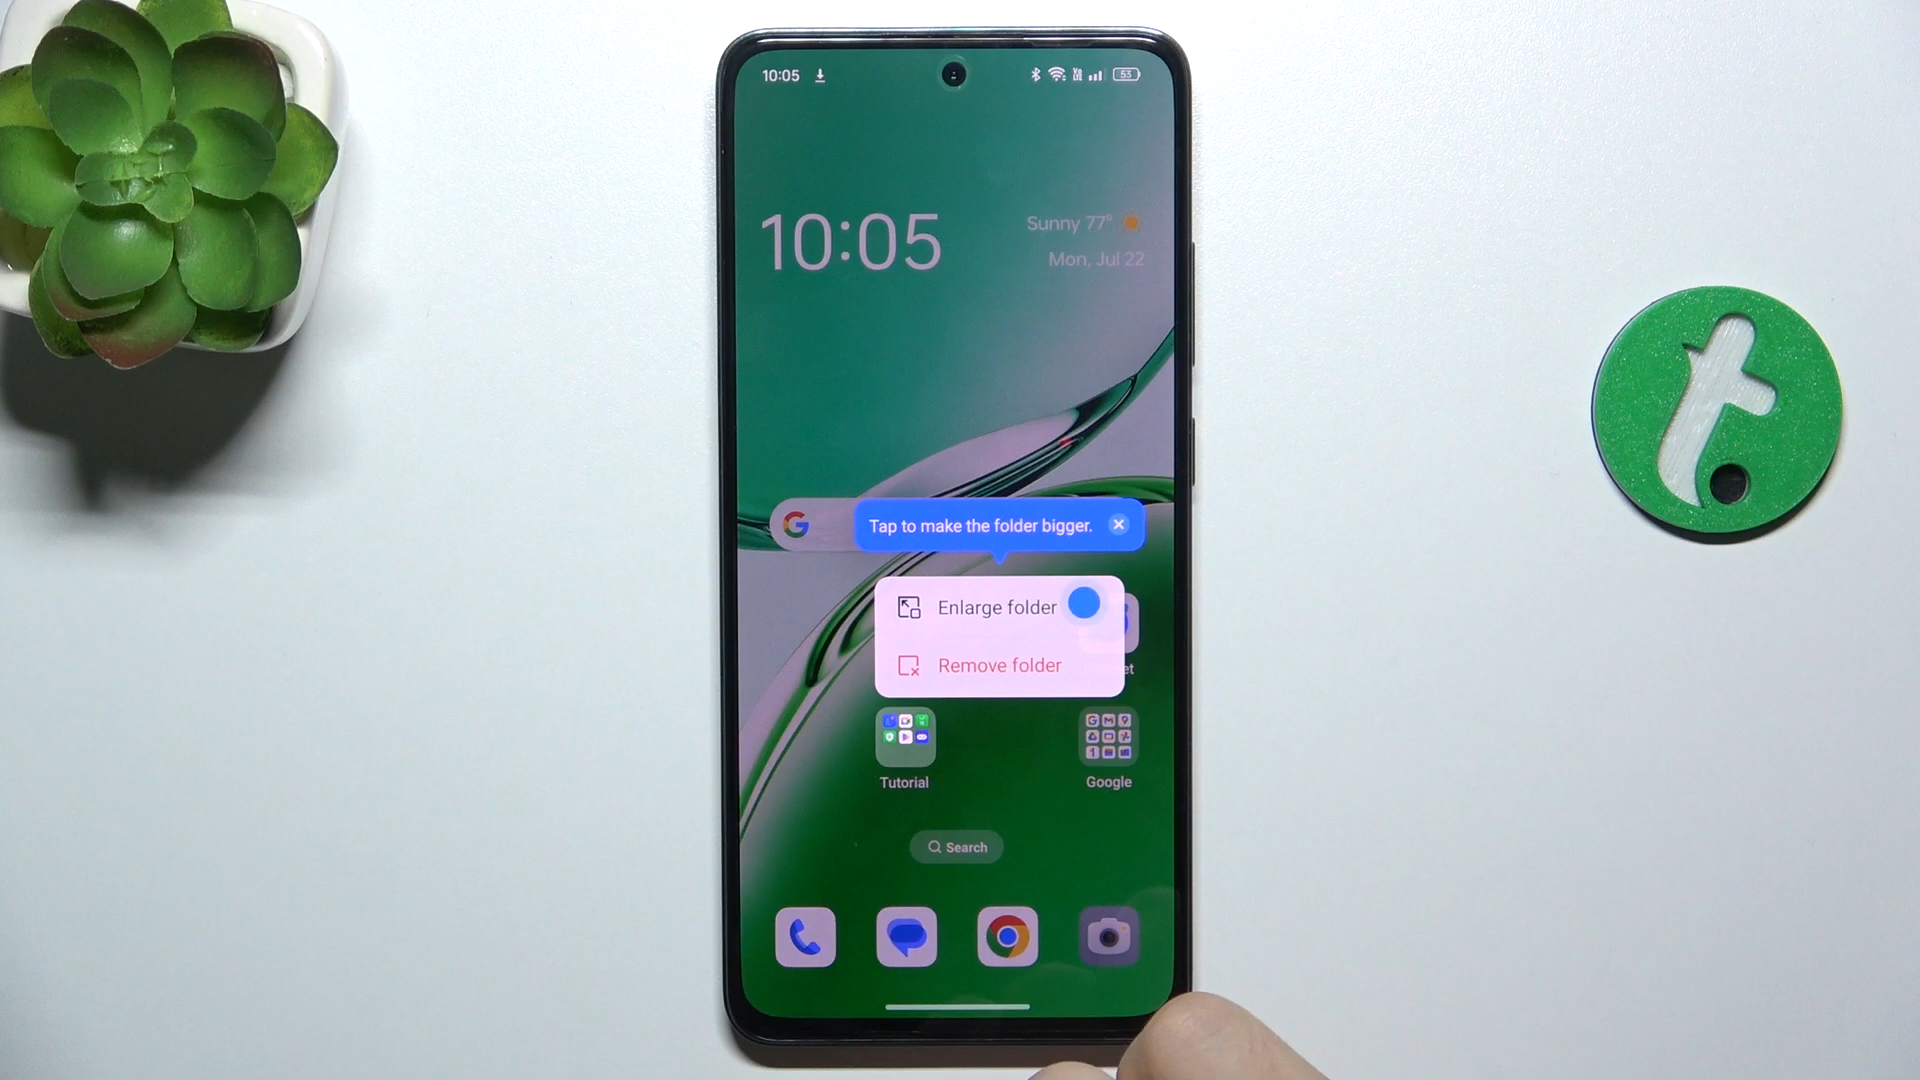 10:05
53
10:05
Sunny 77°
Mon, Jul 22
Tap to make the folder bigger.
Enlarge folder
Remove folder
Tutorial
Google
Search
t